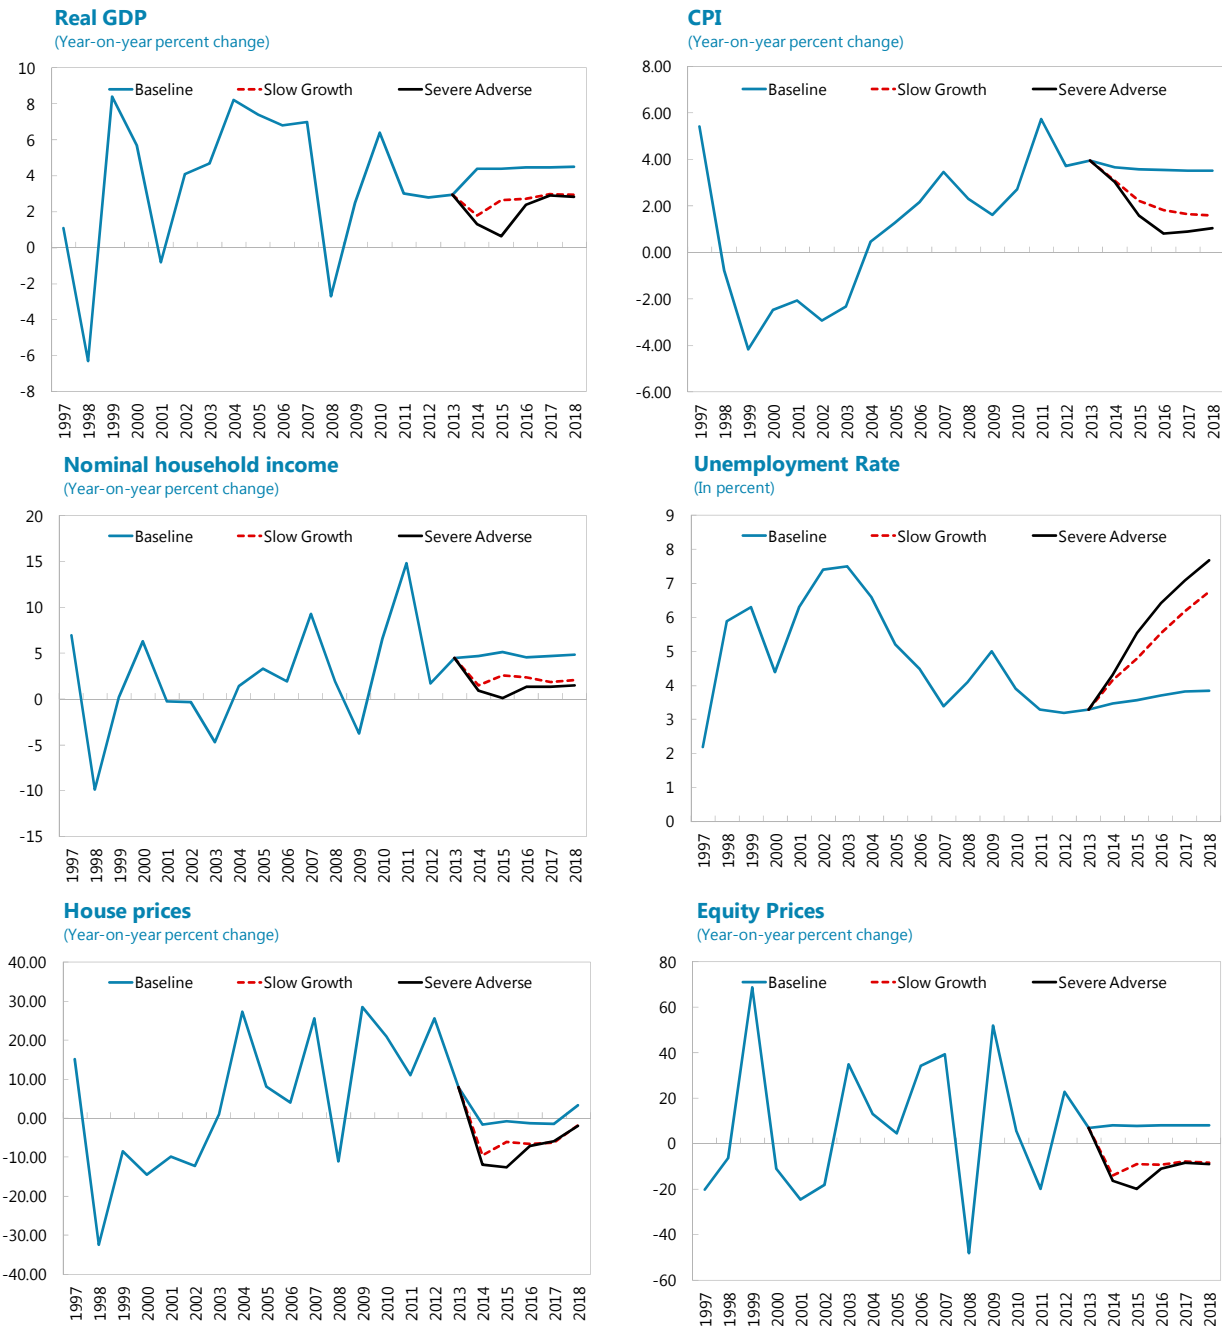 Real GDP
(Year-on-year percent change)
Baseline Slow Growth Severe Adverse
10
8
6
4
2
0
-2
-4
-6
-8
1997 1998 1999 2000 2001 2002 2003 2004 2005 2006 2007 2008 2009 2010 2011 2012 2013 2014 2015 2016 2017 2018
CPI
(Year-on-year percent change)
Baseline Slow Growth Severe Adverse
8.00
6.00
4.00
2.00
0.00
-2.00
-4.00
-6.00
1997 1998 1999 2000 2001 2002 2003 2004 2005 2006 2007 2008 2009 2010 2011 2012 2013 2014 2015 2016 2017 2018
Nominal household income
(Year-on-year percent change)
Baseline Slow Growth Severe Adverse
20
15
10
5
0
-5
-10
-15
1997 1998 1999 2000 2001 2002 2003 2004 2005 2006 2007 2008 2009 2010 2011 2012 2013 2014 2015 2016 2017 2018
Unemployment Rate
(In percent)
Baseline Slow Growth Severe Adverse
9
8
7
6
5
4
3
2
1
0
1997 1998 1999 2000 2001 2002 2003 2004 2005 2006 2007 2008 2009 2010 2011 2012 2013 2014 2015 2016 2017 2018
House prices
(Year-on-year percent change)
Baseline Slow Growth Severe Adverse
40.00
30.00
20.00
10.00
0.00
-10.00
-20.00
-30.00
-40.00
1997 1998 1999 2000 2001 2002 2003 2004 2005 2006 2007 2008 2009 2010 2011 2012 2013 2014 2015 2016 2017 2018
Equity Prices
(Year-on-year percent change)
Baseline Slow Growth Severe Adverse
80
60
40
20
0
-20
-40
-60
1997 1998 1999 2000 2001 2002 2003 2004 2005 2006 2007 2008 2009 2010 2011 2012 2013 2014 2015 2016 2017 2018